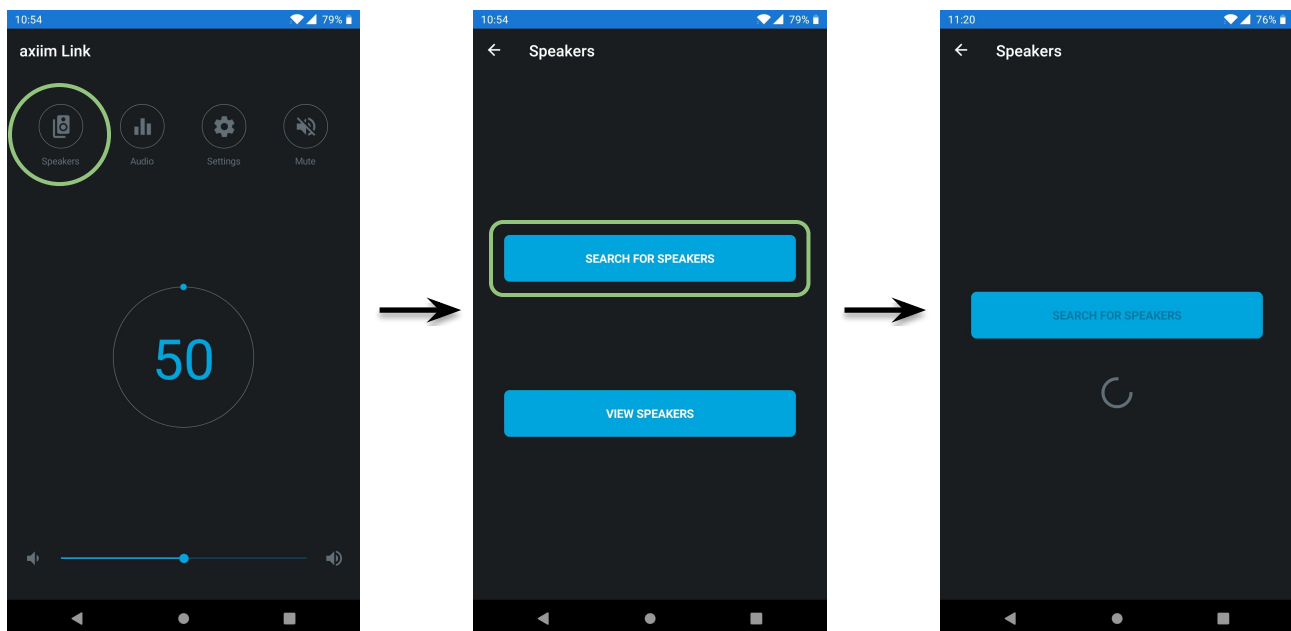 10:54
79%
axiim Link
Speakers
Audio
Settings
Mute
50
10:54
79%
Speakers
SEARCH FOR SPEAKERS
VIEW SPEAKERS
11:20
76%
Speakers
SEARCH FOR SPEAKERS